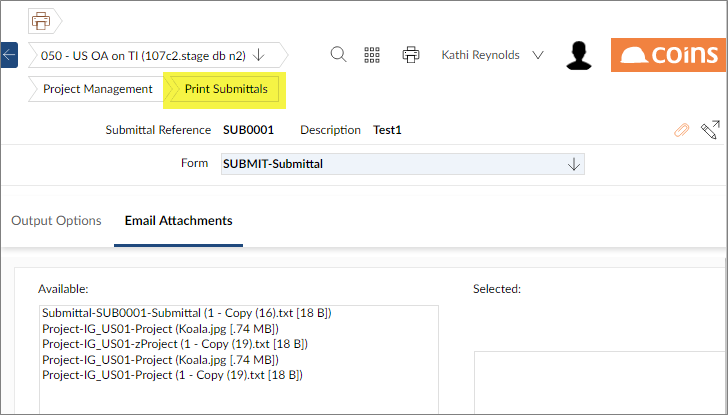 050 - US OA on TI (107c2.stage db n2)
Kathi Reynolds
coins
Project Management
Print Submittals
Submittal Reference SUB0001 Description Test1
Form SUBMIT-Submittal
Output Options Email Attachments
Available: Selected:
Submittal-SUB0001-Submittal (1 - Copy (16).txt [18 B])
Project-IG_US01-Project (Koala.jpg [.74 MB])
Project-IG_US01-zProject (1 - Copy (19).txt [18 B])
Project-IG_US01-Project (Koala.jpg [.74 MB])
Project-IG_US01-Project (1 - Copy (19).txt [18 B])